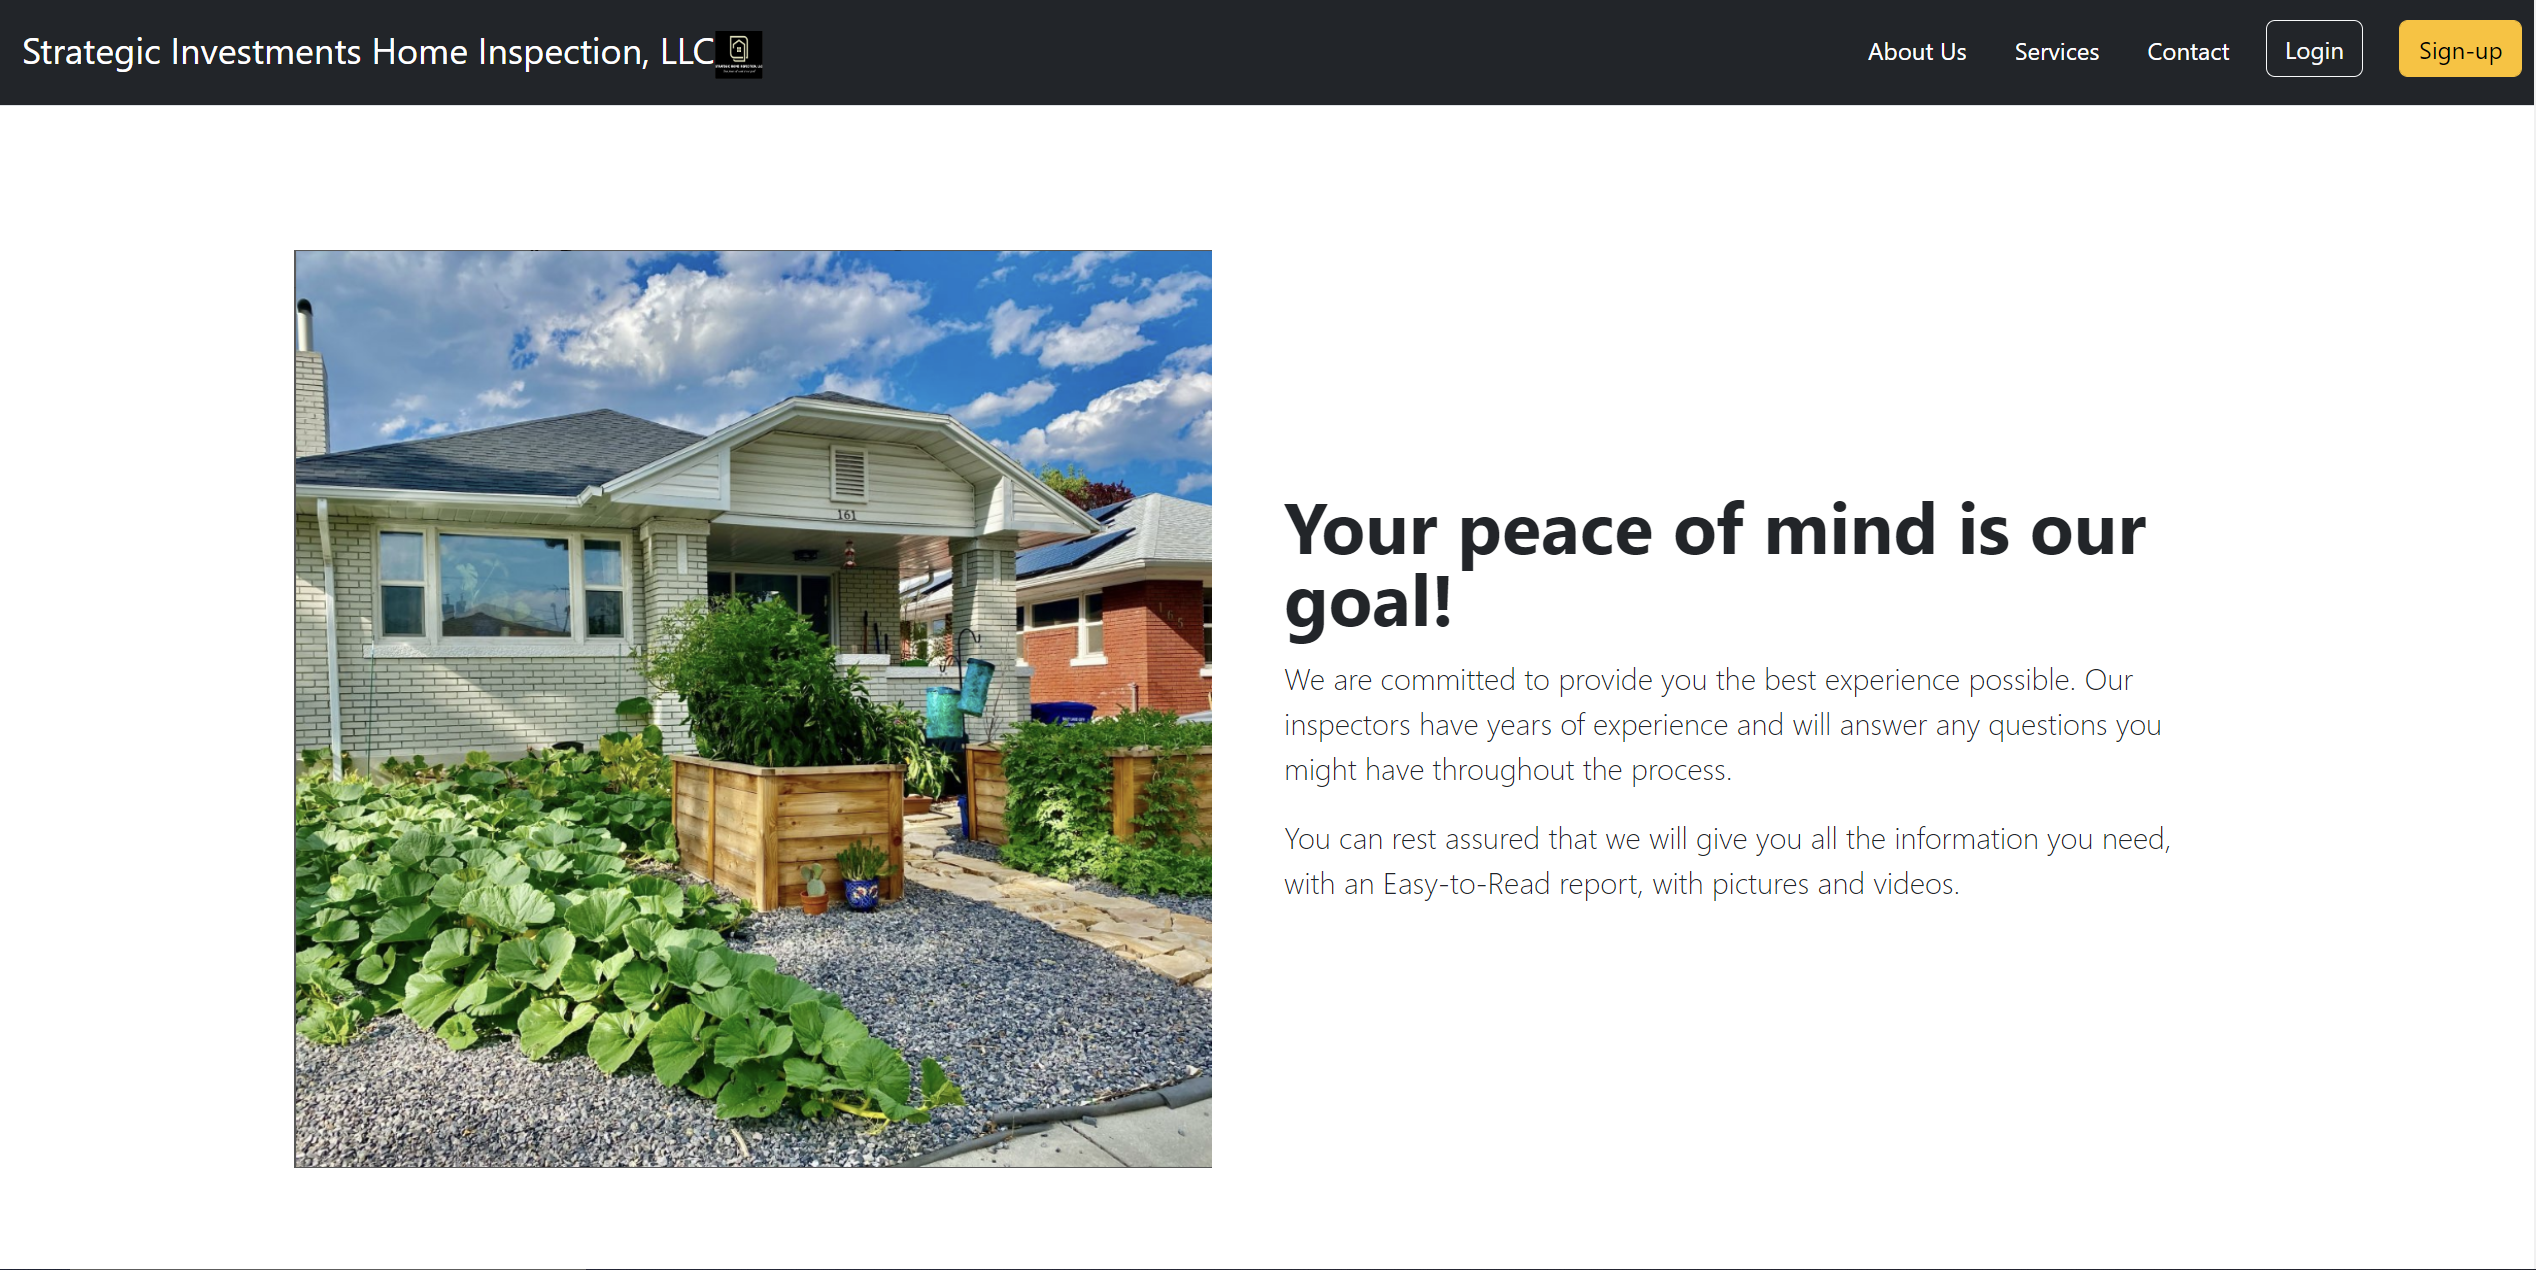 Strategic Investments Home Inspection, LLC
About Us
Services
Contact
Login
Sign-up
161
165
Your peace of mind is our
goal!
We are committed to provide you the best experience possible. Our
inspectors have years of experience and will answer any questions you
might have throughout the process.
You can rest assured that we will give you all the information you need,
with an Easy-to-Read report, with pictures and videos.